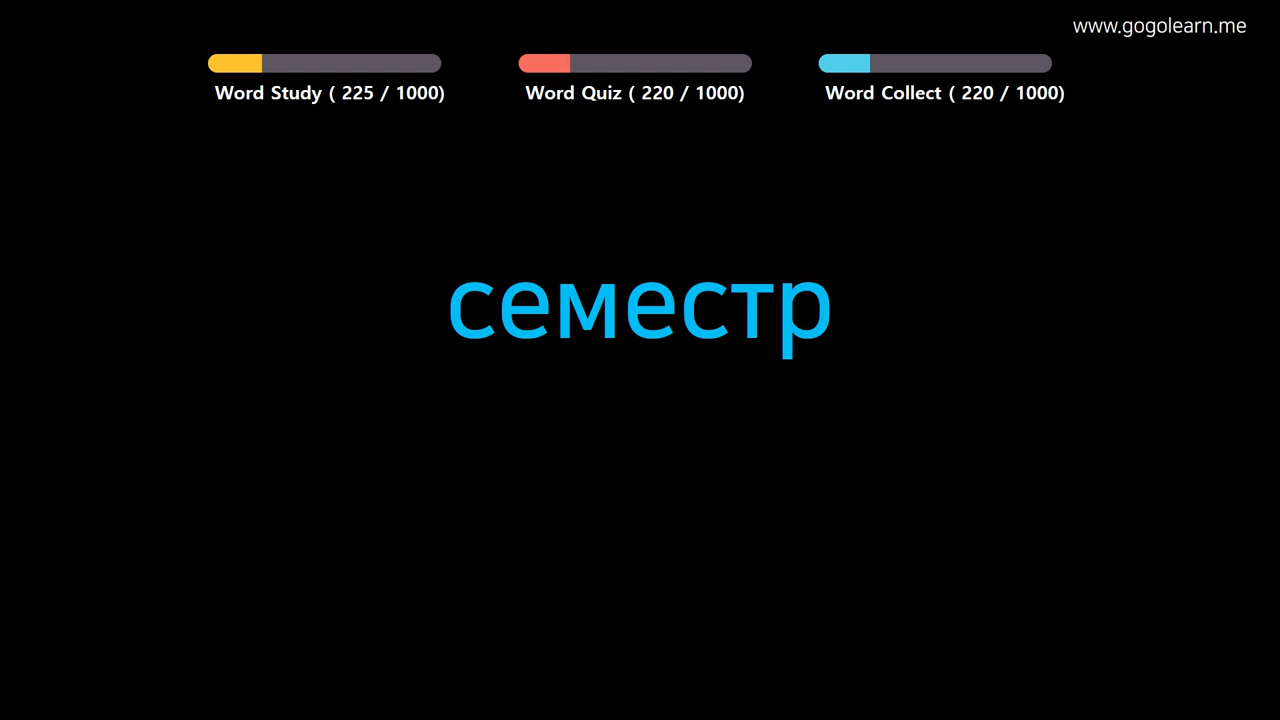 www.gogolearn.me
Word Study ( 225 / 1000)
Word Quiz ( 220 / 1000)
Word Collect ( 220 / 1000)
семестр